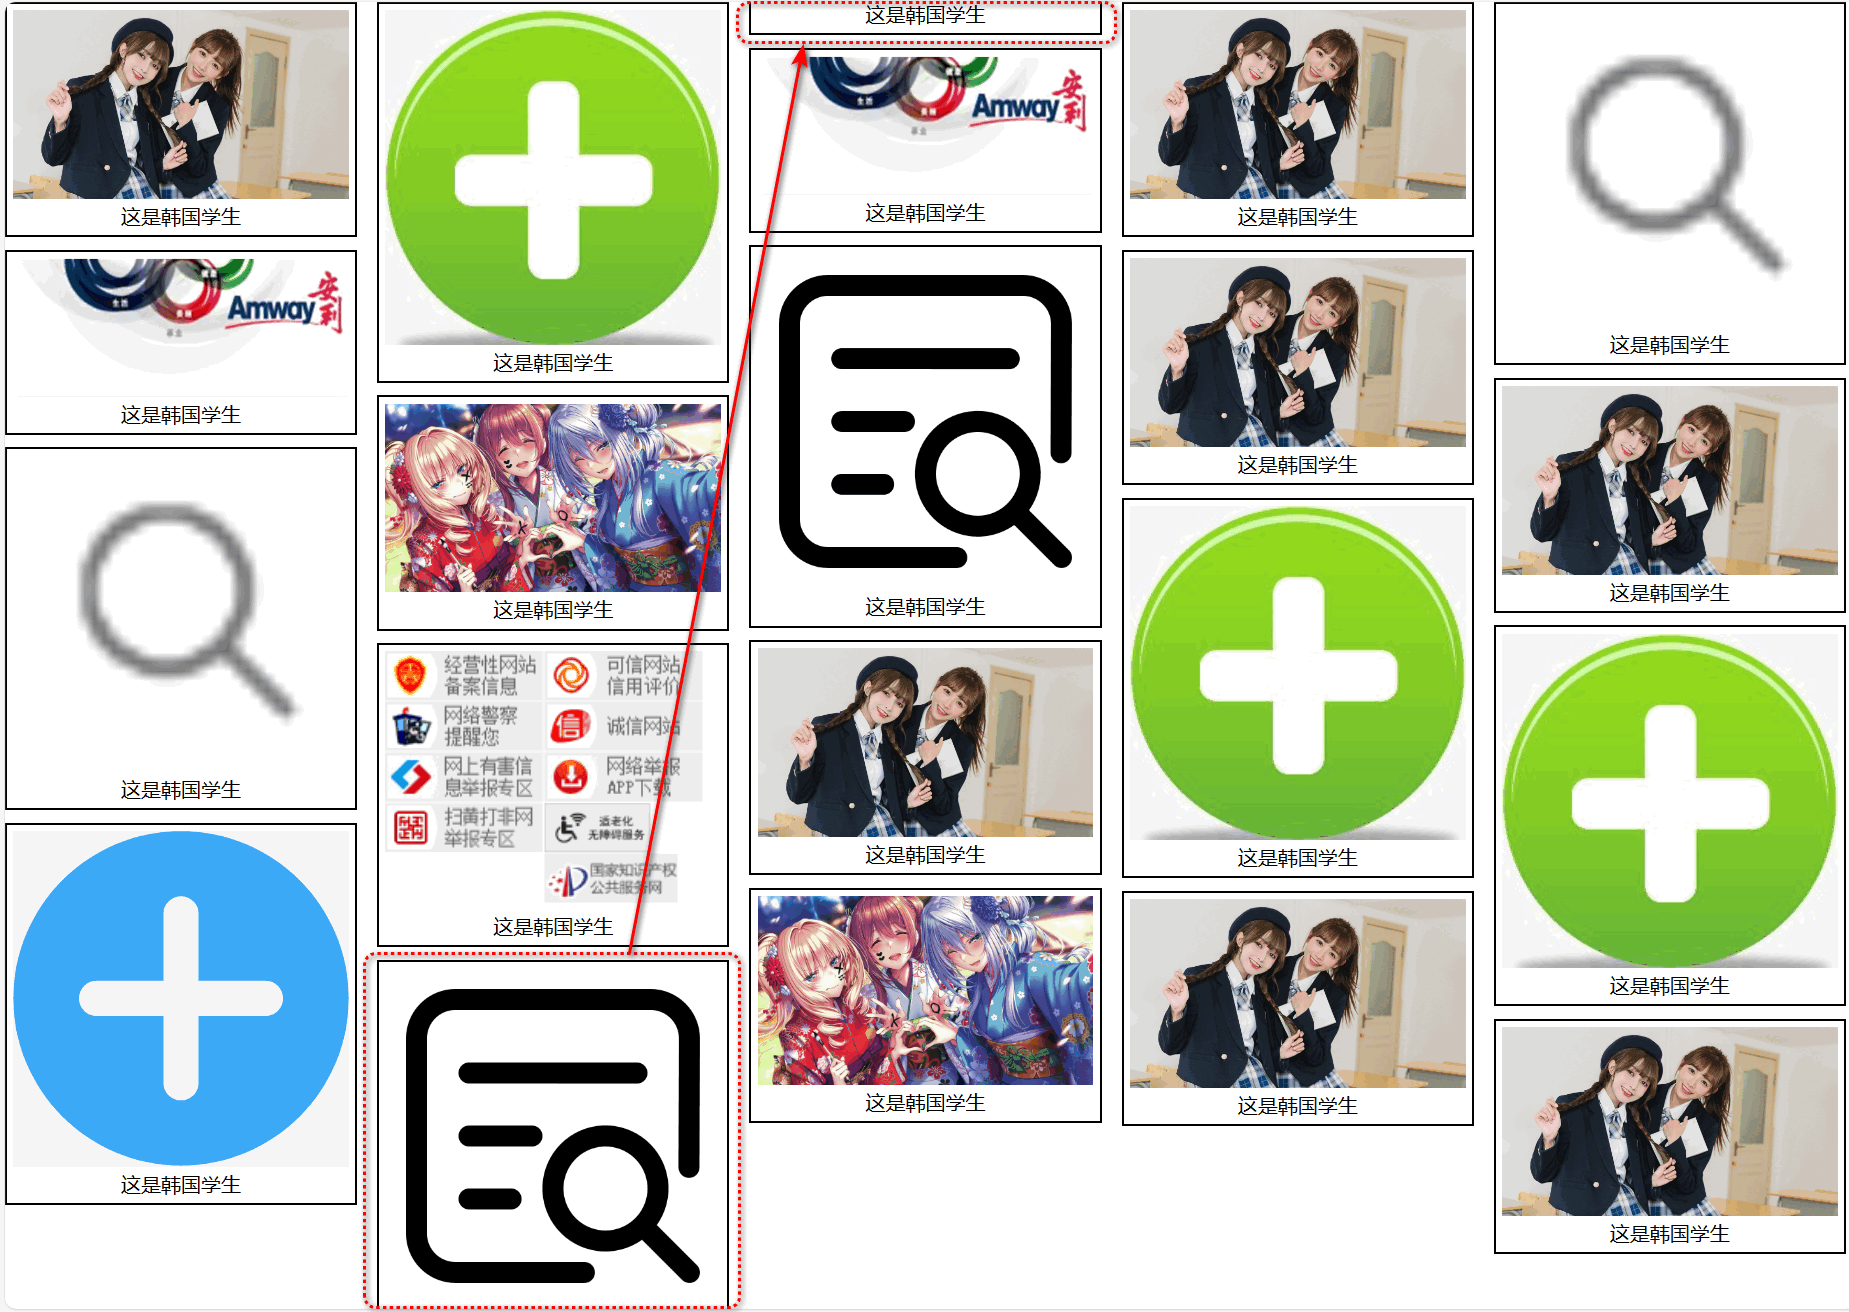 这是韩国学生
生活
美丽
事业
Amway
安利
这是韩国学生
这是韩国学生
这是韩国学生
这是韩国学生
这是韩国学生
经营性网站
备案信息
可信网站
信用评价
网络警察
提醒您
诚信网站
网上有害信
息举报专区
网络举报
APP下载
扫黄打非网
举报专区
适老化
无障碍服务
国家知识产权
公共服务网
这是韩国学生
这是韩国学生
Amway
安利
这是韩国学生
这是韩国学生
这是韩国学生
这是韩国学生
这是韩国学生
这是韩国学生
这是韩国学生
这是韩国学生
这是韩国学生
这是韩国学生
这是韩国学生
这是韩国学生